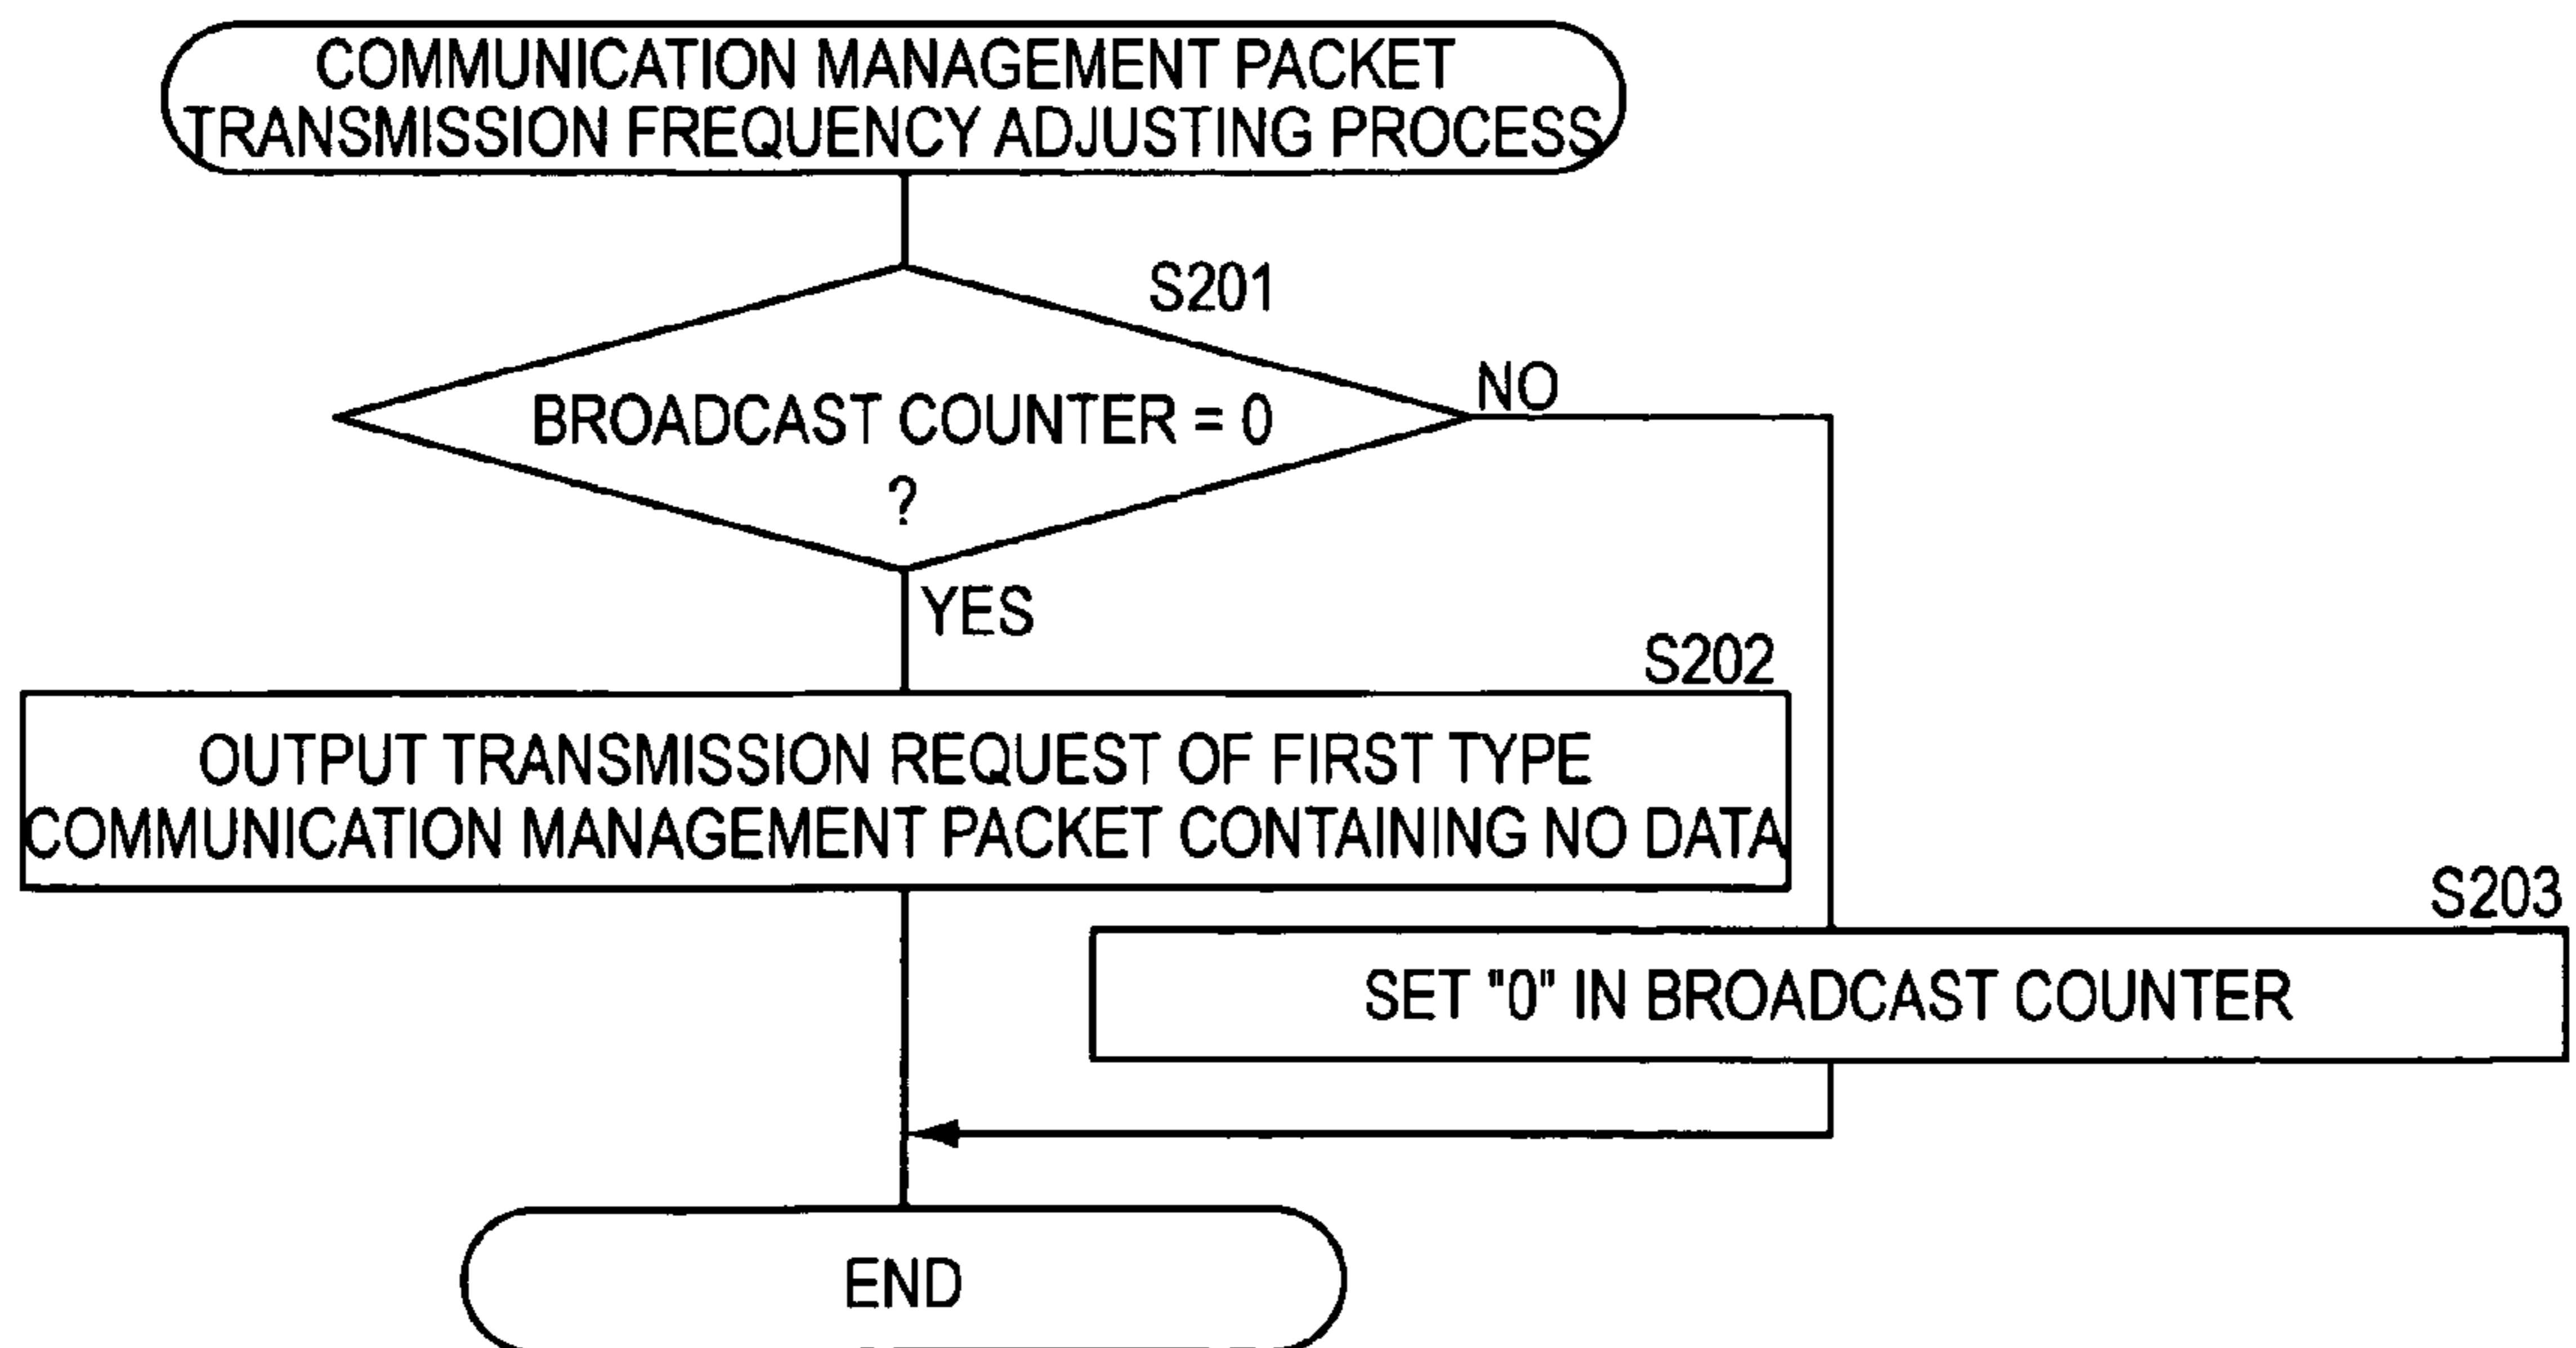 COMMUNICATION MANAGEMENT PACKET
TRANSMISSION FREQUENCY ADJUSTING PROCESS
S201
BROADCAST COUNTER = 0
?
NO
YES
S202
OUTPUT TRANSMISSION REQUEST OF FIRST TYPE
COMMUNICATION MANAGEMENT PACKET CONTAINING NO DATA
S203
SET "0" IN BROADCAST COUNTER
END